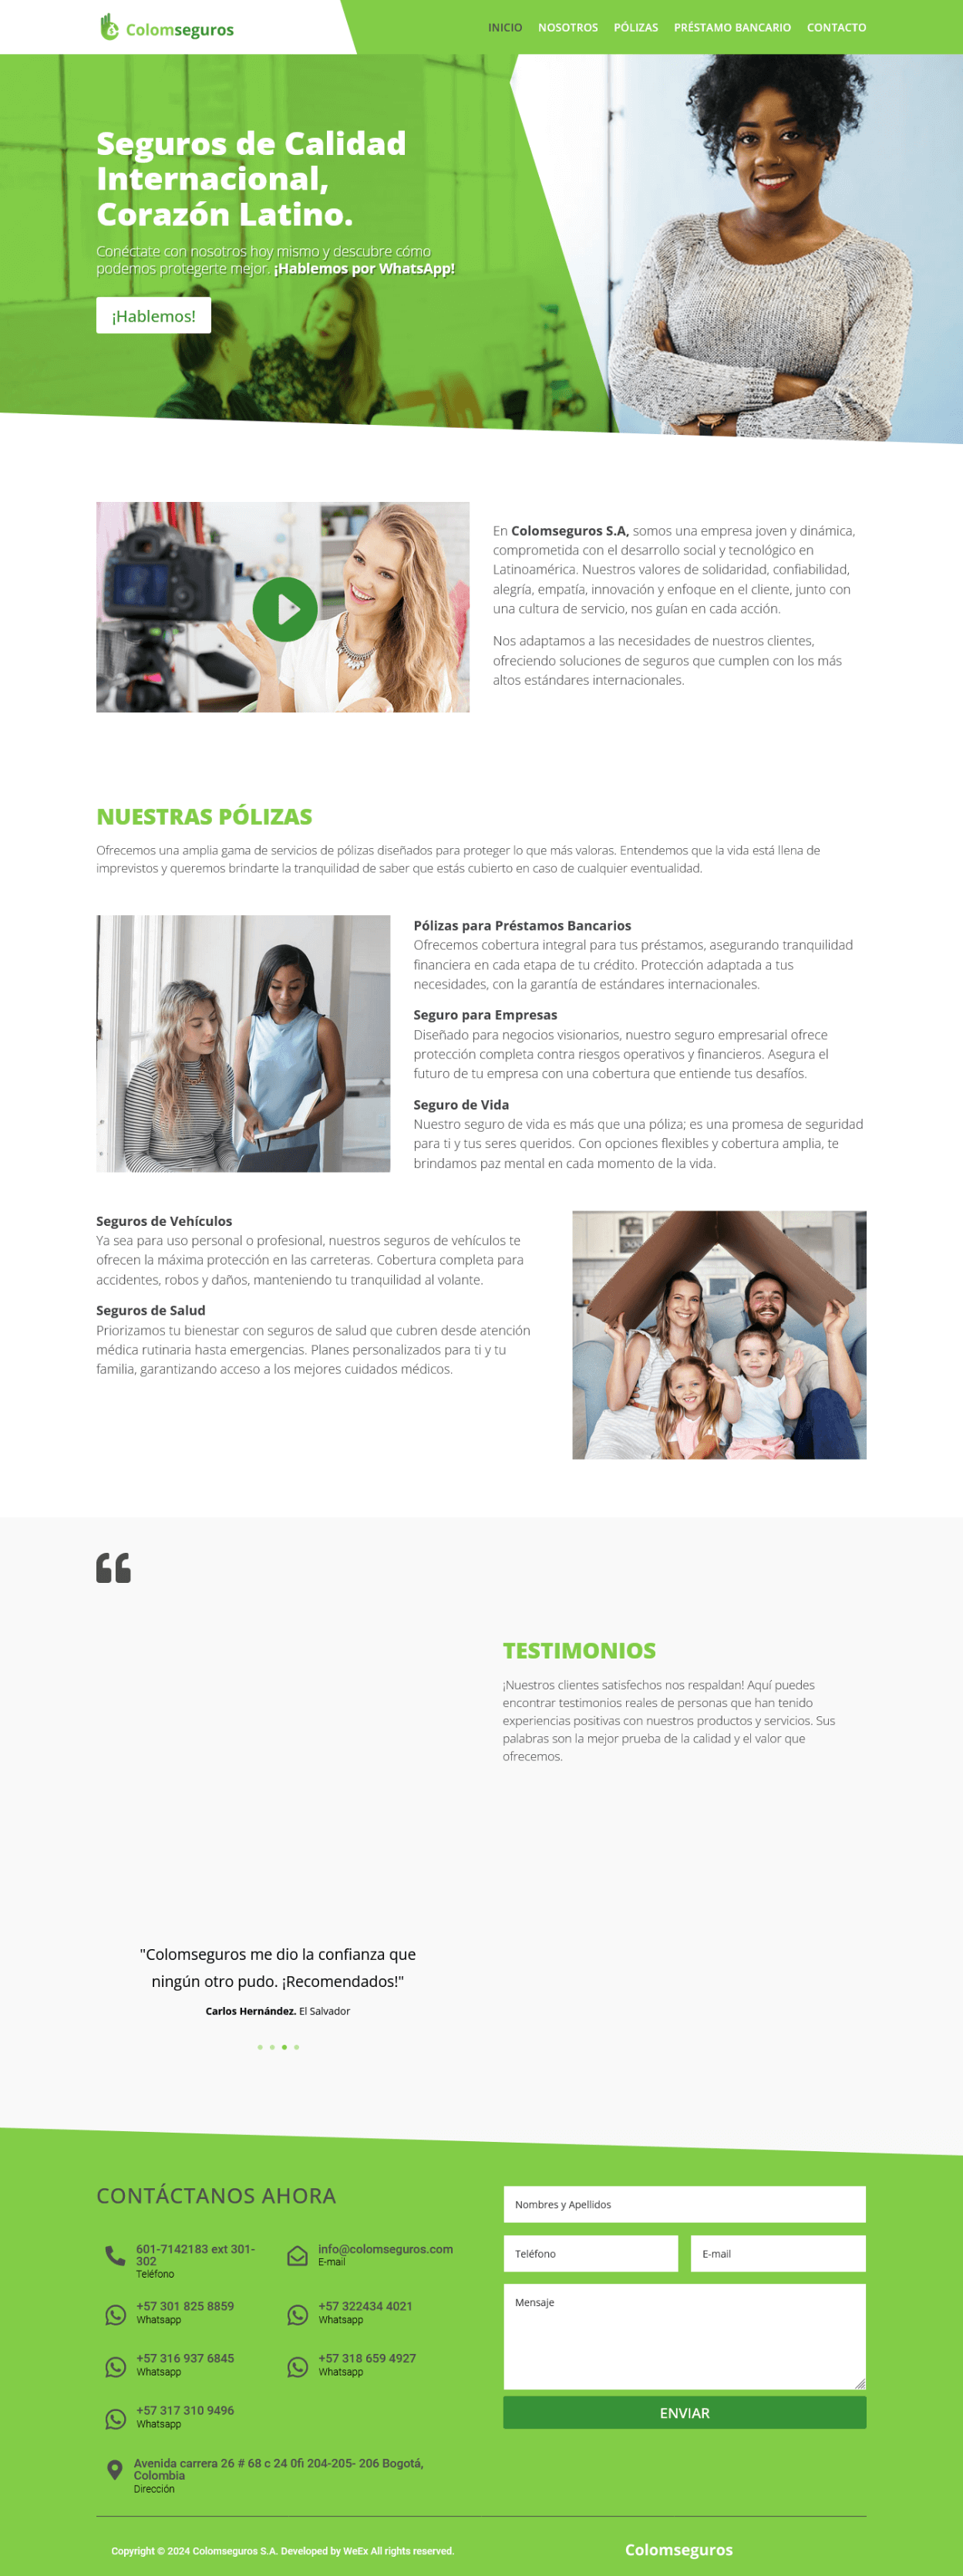 Colomseguros
INICIO NOSOTROS PÓLIZAS PRÉSTAMO BANCARIO CONTACTO
Seguros de Calidad
Internacional,
Corazón Latino.
Conéctate con nosotros hoy mismo y descubre cómo
podemos protegerte mejor. ¡Hablemos por WhatsApp!
¡Hablemos!
En Colomseguros S.A, somos una empresa joven y dinámica,
comprometida con el desarrollo social y tecnológico en
Latinoamérica. Nuestros valores de solidaridad, confiabilidad,
alegría, empatía, innovación y enfoque en el cliente, junto con
una cultura de servicio, nos guían en cada acción.
Nos adaptamos a las necesidades de nuestros clientes,
ofreciendo soluciones de seguros que cumplen con los más
altos estándares internacionales.
NUESTRAS PÓLIZAS
Ofrecemos una amplia gama de servicios de pólizas diseñados para proteger lo que más valoras. Entendemos que la vida está llena de
imprevistos y queremos brindarte la tranquilidad de saber que estás cubierto en caso de cualquier eventualidad.
Pólizas para Préstamos Bancarios
Ofrecemos cobertura integral para tus préstamos, asegurando tranquilidad
financiera en cada etapa de tu crédito. Protección adaptada a tus
necesidades, con la garantía de estándares internacionales.
Seguro para Empresas
Diseñado para negocios visionarios, nuestro seguro empresarial ofrece
protección completa contra riesgos operativos y financieros. Asegura el
futuro de tu empresa con una cobertura que entiende tus desafíos.
Seguro de Vida
Nuestro seguro de vida es más que una póliza; es una promesa de seguridad
para ti y tus seres queridos. Con opciones flexibles y cobertura amplia, te
brindamos paz mental en cada momento de la vida.
Seguros de Vehículos
Ya sea para uso personal o profesional, nuestros seguros de vehículos te
ofrecen la máxima protección en las carreteras. Cobertura completa para
accidentes, robos y daños, manteniendo tu tranquilidad al volante.
Seguros de Salud
Priorizamos tu bienestar con seguros de salud que cubren desde atención
médica rutinaria hasta emergencias. Planes personalizados para ti y tu
familia, garantizando acceso a los mejores cuidados médicos.
TESTIMONIOS
¡Nuestros clientes satisfechos nos respaldan! Aquí puedes
encontrar testimonios reales de personas que han tenido
experiencias positivas con nuestros productos y servicios. Sus
palabras son la mejor prueba de la calidad y el valor que
ofrecemos.
"Colomseguros me dio la confianza que
ningún otro pudo. ¡Recomendados!"
Carlos Hernández. El Salvador
CONTÁCTANOS AHORA
601-7142183 ext 301-
302
Teléfono
info@colomseguros.com
E-mail
+57 301 825 8859
Whatsapp
+57 322434 4021
Whatsapp
+57 316 937 6845
Whatsapp
+57 318 659 4927
Whatsapp
+57 317 310 9496
Whatsapp
Avenida carrera 26 # 68 c 24 0fi 204-205- 206 Bogotá,
Colombia
Dirección
Nombres y Apellidos
Teléfono
E-mail
Mensaje
ENVIAR
Copyright © 2024 Colomseguros S.A. Developed by WeEx All rights reserved.
Colomseguros